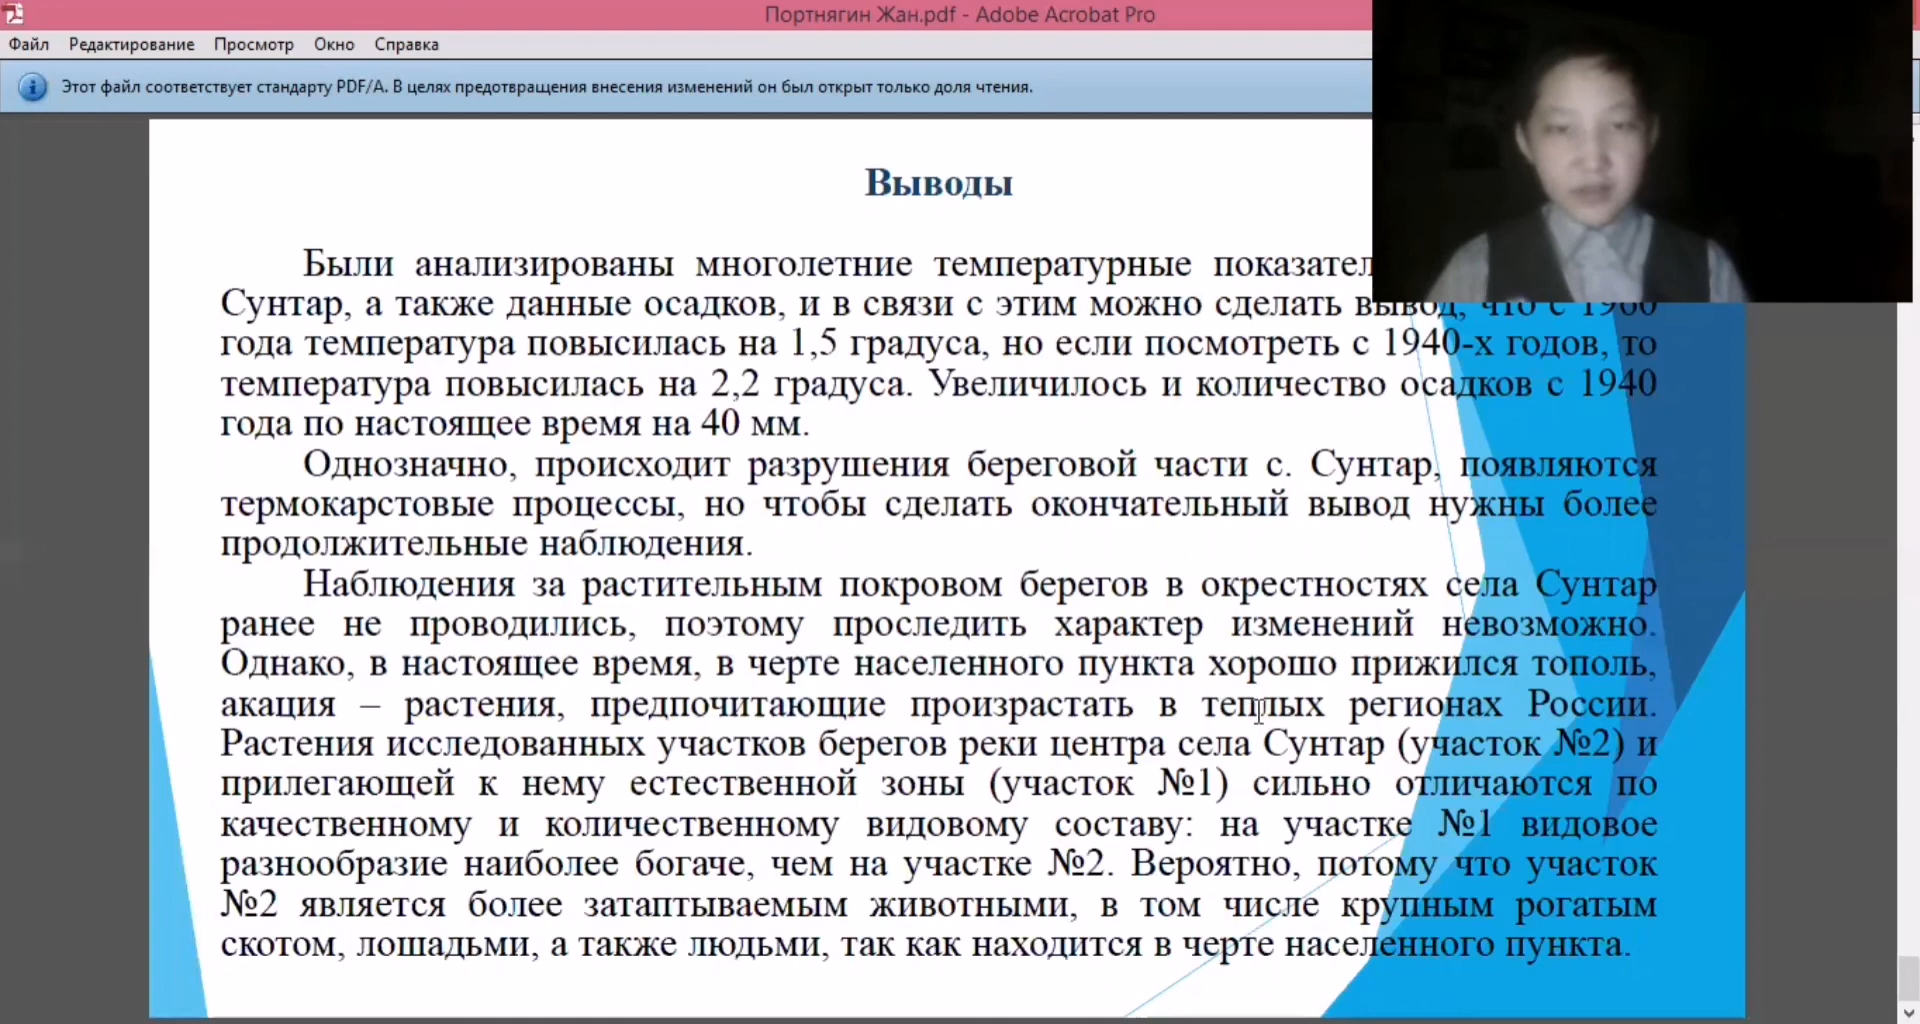 Портнягин Жан.pdf - Adobe Acrobat Pro
Файл Редактирование Просмотр Окно Справка
Этот файл соответствует стандарту PDF/A. В целях предотвращения внесения изменений он был открыт только доля чтения.
Выводы
Были анализированы многолетние температурные
Сунтар, а также данные осадков, и в связи с этим можно сделать вывод, что с 1960
года температура повысилась на 1,5 градуса, но если посмотреть с 1940-х годов, то
температура повысилась на 2,2 градуса. Увеличилось и количество осадков с 1940
года по настоящее время на 40 мм.
Однозначно, происходит разрушения береговой части с. Сунтар, появляются
термокарстовые процессы, но чтобы сделать окончательный вывод нужны более
продолжительные наблюдения.
Наблюдения за растительным покровом берегов в окрестностях села Сунтар
ранее не проводились, поэтому проследить характер изменений невозможно.
Однако, в настоящее время, в черте населенного пункта хорошо прижился тополь,
акация – растения, предпочитающие произрастать в теплых регионах России.
Растения исследованных участков берегов реки центра села Сунтар (участок №2) и
прилегающей к нему естественной зоны (участок №1) сильно отличаются по
качественному и количественному видовому составу: на участке №1 видовое
разнообразие наиболее богаче, чем на участке №2. Вероятно, потому что участок
№2 является более затаптываемым животными, в том числе крупным рогатым
скотом, лошадьми, а также людьми, так как находится в черте населенного пункта.